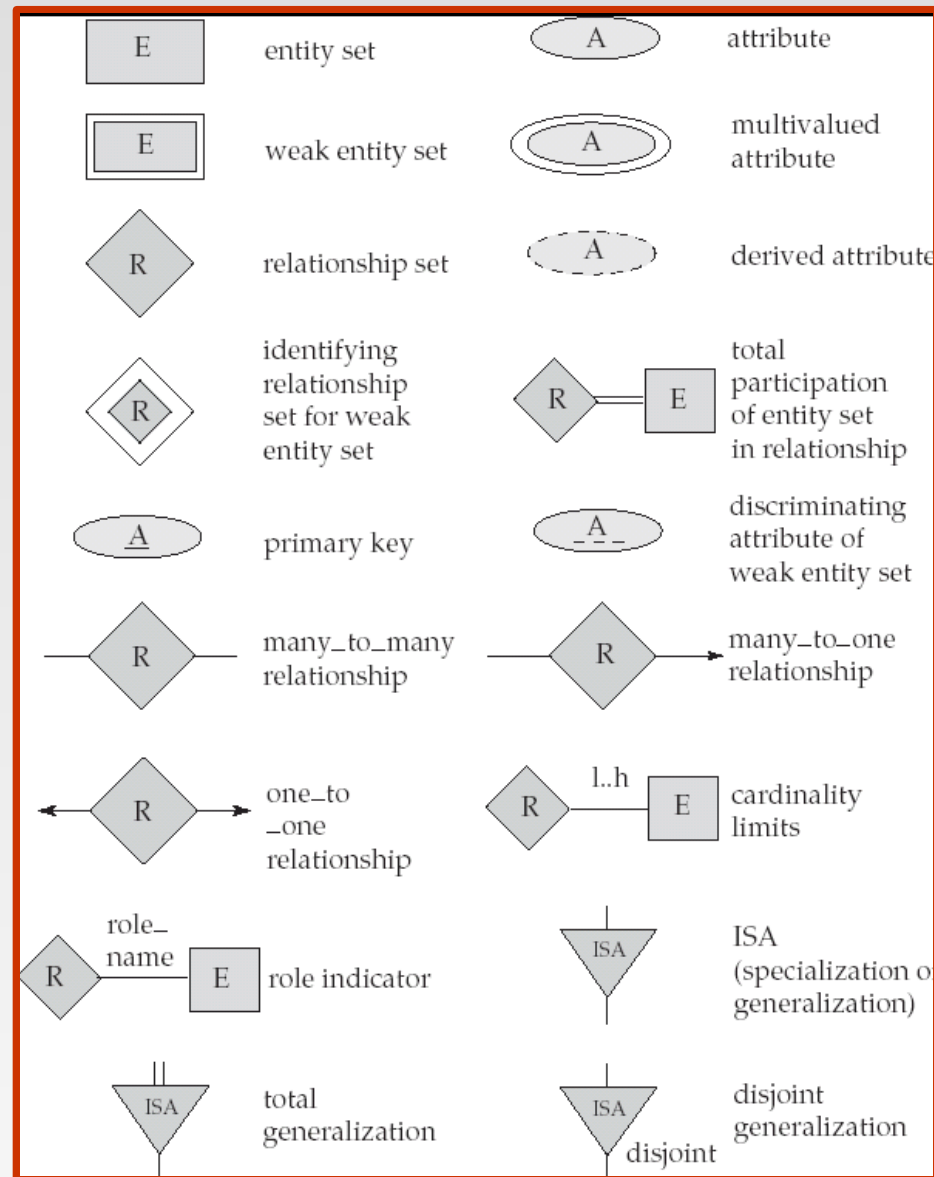 E
entity set
A
attribute
E
weak entity set
A
multivalued
attribute
R
relationship set
A
derived attribute
R
identifying
relationship
set for weak
entity set
R
E
total
participation
of entity set
in relationship
A
primary key
A
discriminating
attribute of
weak entity set
R
many_to_many
relationship
R
many_to_one
relationship
R
one_to
_one
relationship
R
l..h
E
cardinality
limits
R
role_
name
E
role indicator
ISA
ISA
(specialization o
generalization)
ISA
total
generalization
ISA
disjoint
disjoint
generalization